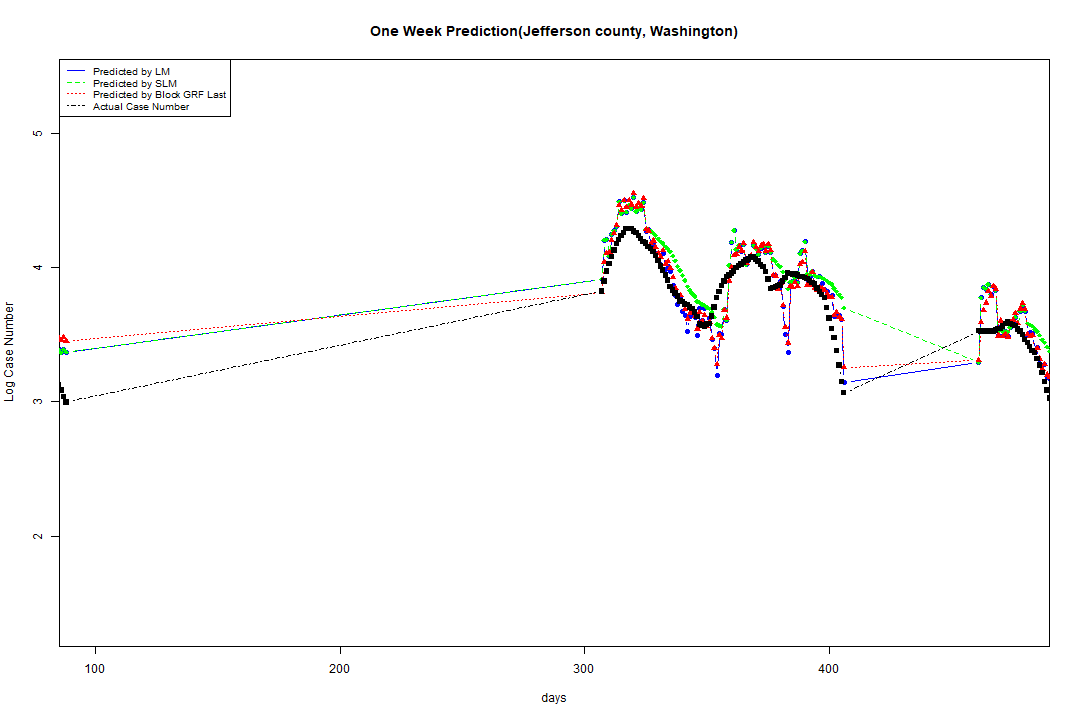 One Week Prediction(Jefferson county, Washington)
Predicted by LM
Predicted by SLM
Predicted by Block GRF Last
Actual Case Number
Log Case Number
5
4
3
2
100 200 300 400
days